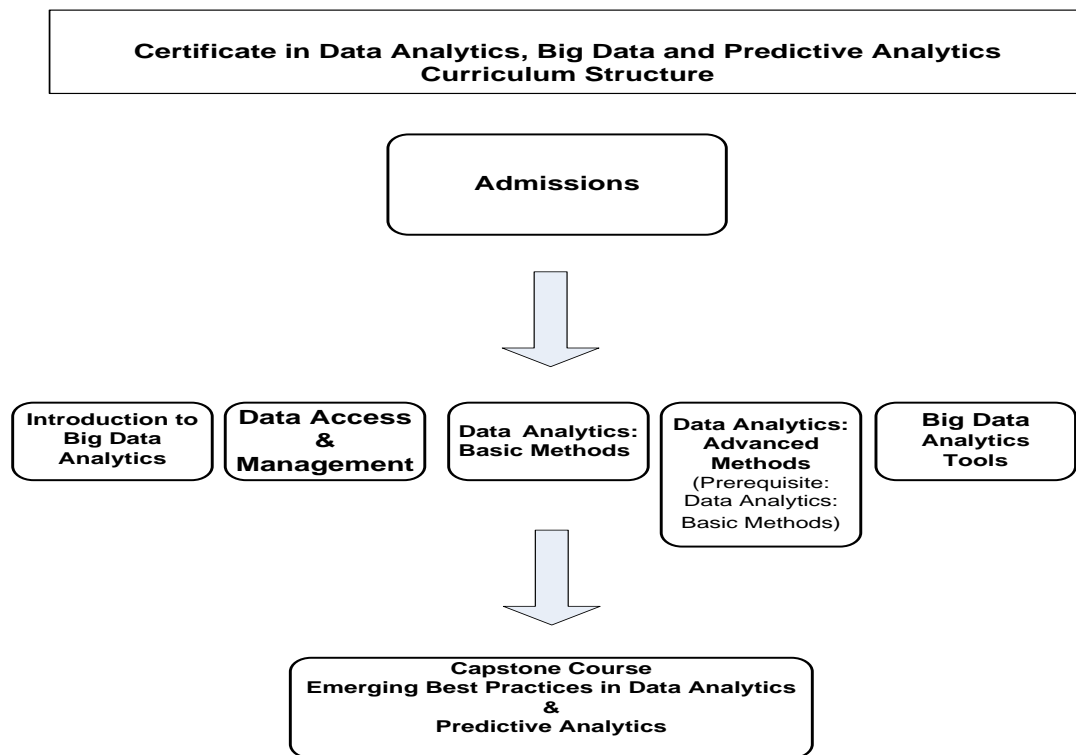 Certificate in Data Analytics, Big Data and Predictive Analytics
Curriculum Structure
Admissions
Introduction to
Big Data
Analytics
Data Access
&
Management
Data Analytics:
Basic Methods
Data Analytics:
Advanced
Methods
(Prerequisite:
Data Analytics:
Basic Methods)
Big Data
Analytics
Tools
Capstone Course
Emerging Best Practices in Data Analytics
&
Predictive Analytics